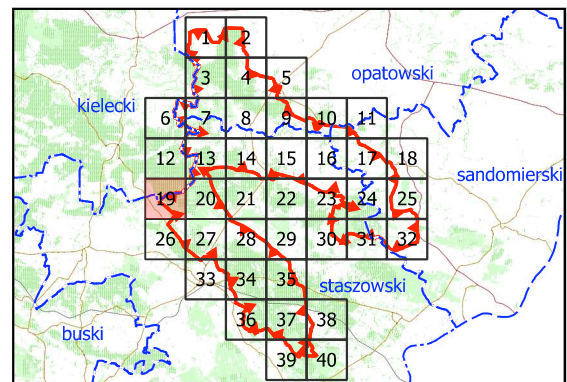 1 2
3 4 5
opatowski
kielecki
6 7 8 9 10 11
12 13 14 15 16 17 18
sandomierski
19 20 21 22 23 24 25
26 27 28 29 30 31 32
33 34 35
staszowski
36 37 38
buski
39 40